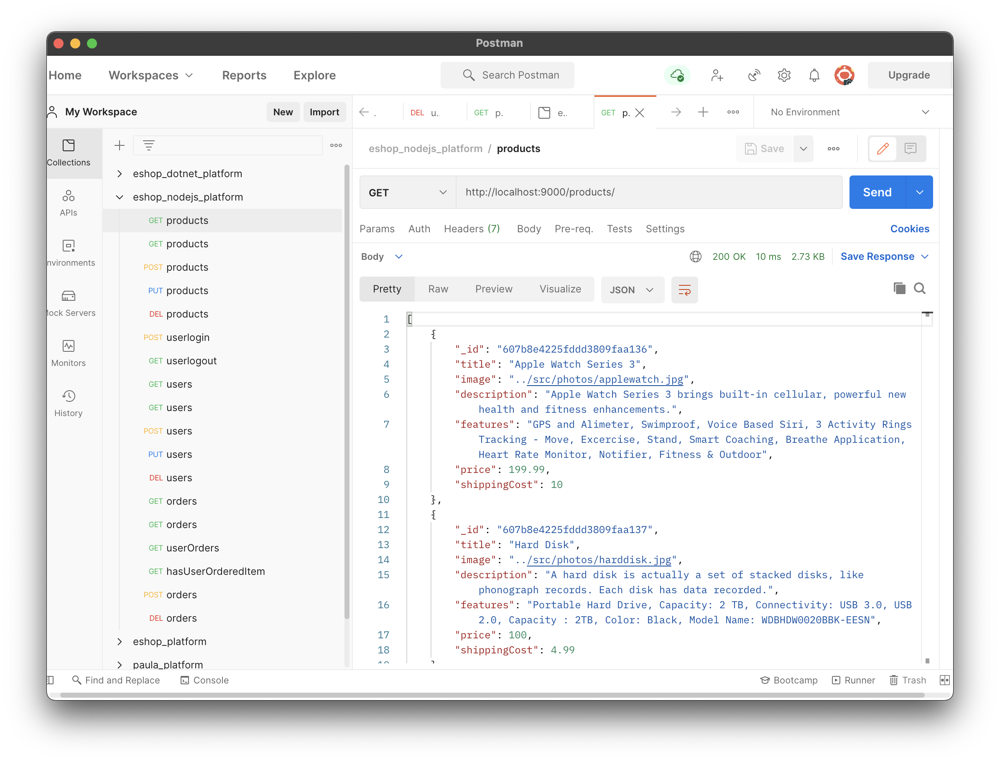 Postman
Home Workspaces Reports Explore Search Postman Upgrade
My Workspace New Import
. DEL u.. GET p. e.. GET p. No Environment
Collections
APIs
nvironments
ock Servers
Monitors
History
eshop_dotnet_platform
eshop_nodejs_platform
GET products
GET products
POST products
PUT products
DEL products
POST userlogin
GET userlogout
GET users
GET users
POST users
PUT users
DEL users
GET orders
GET orders
GET userOrders
GET hasUserOrderedItem
POST orders
DEL orders
eshop_platform
paula_platform
eshop_nodejs_platform / products Save
GET http://localhost:9000/products/ Send
Params Auth Headers (7) Body Pre-req. Tests Settings Cookies
Body 200 OK 10 ms 2.73 KB Save Response
Pretty Raw Preview Visualize JSON
1 [
2 {
3 "_id": "607b8e4225fddd3809faa136",
4 "title": "Apple Watch Series 3",
5 "image": "../src/photos/applewatch.jpg",
6 "description": "Apple Watch Series 3 brings built-in cellular, powerful new
health and fitness enhancements.",
7 "features": "GPS and Alimeter, Swimproof, Voice Based Siri, 3 Activity Rings
Tracking - Move, Excercise, Stand, Smart Coaching, Breathe Application,
Heart Rate Monitor, Notifier, Fitness & Outdoor",
8 "price": 199.99,
9 "shippingCost": 10
10 },
11 {
12 "_id": "607b8e4225fddd3809faa137",
13 "title": "Hard Disk",
14 "image": "../src/photos/harddisk.jpg",
15 "description": "A hard disk is actually a set of stacked disks, like
phonograph records. Each disk has data recorded.",
16 "features": "Portable Hard Drive, Capacity: 2 TB, Connectivity: USB 3.0, USB
2.0, Capacity : 2TB, Color: Black, Model Name: WDBHDW0020BBK-EESN",
17 "price": 100,
18 "shippingCost": 4.99
Find and Replace Console Bootcamp Runner Trash